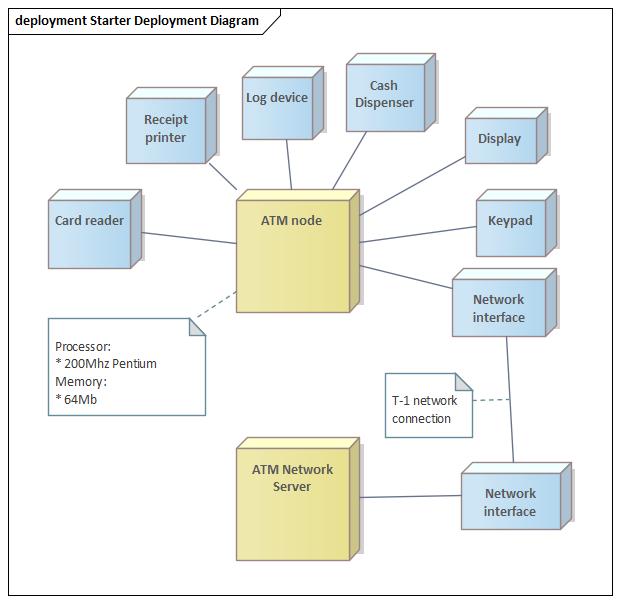 deployment Starter Deployment Diagram
Cash
Dispenser
Log device
Receipt
printer
Display
Card reader
ATM node
Keypad
Network
interface
Processor:
* 200Mhz Pentium
Memory:
* 64Mb
T-1 network
connection
ATM Network
Server
Network
interface